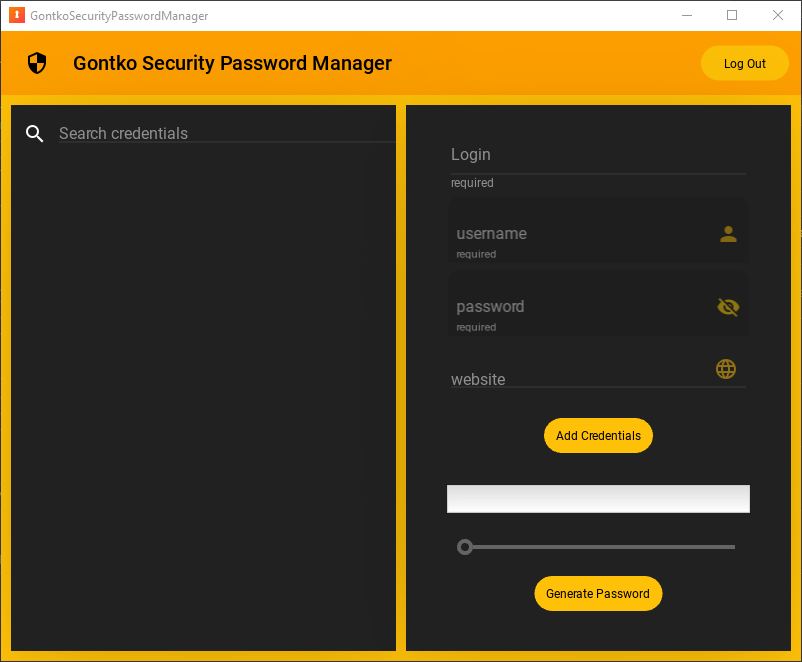 GontkoSecurityPasswordManager
Gontko Security Password Manager
Log Out
Search credentials
Login
required
username
required
password
required
website
Add Credentials
Generate Password